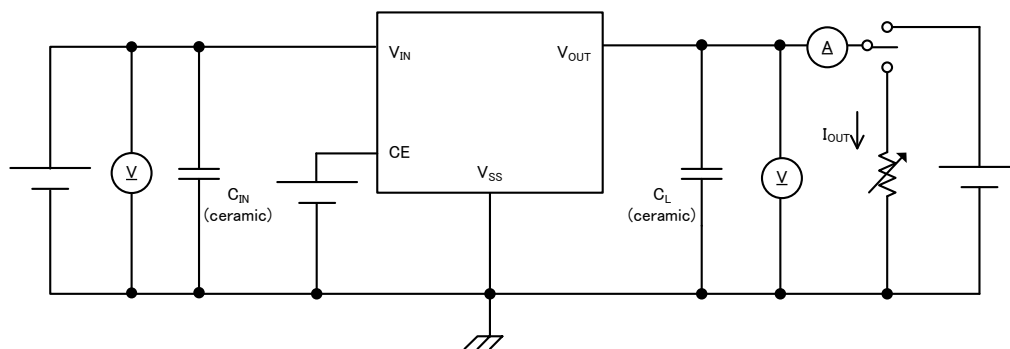 VIN
VOUT
A
CE
IOUT
V
VSS
V
CIN
(ceramic)
CL
(ceramic)